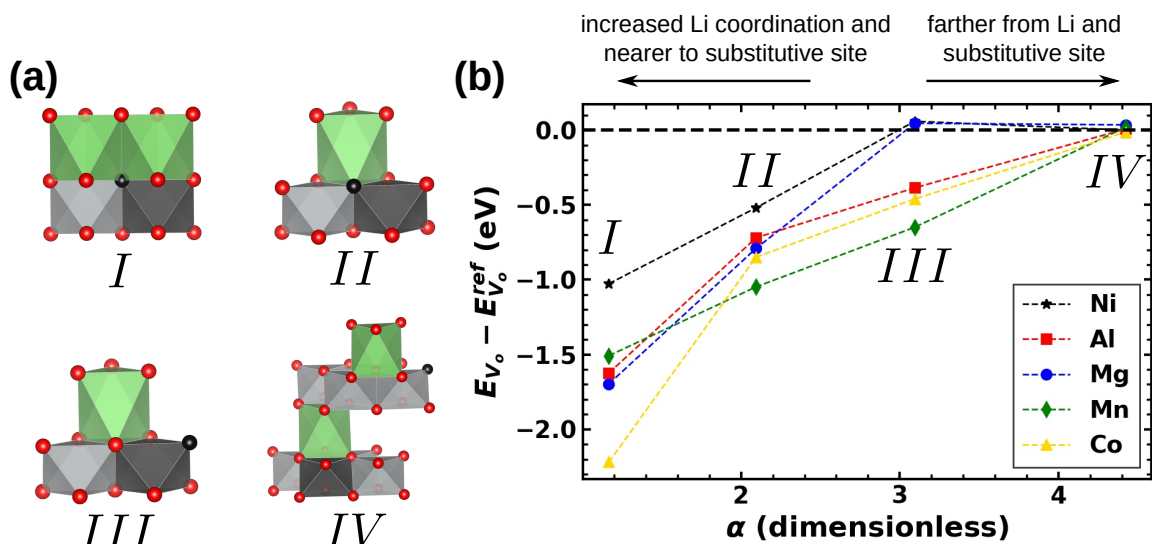 increased Li coordination and
nearer to substitutive site
farther from Li and
substitutive site
(a)
I
II
III
IV
(b)
E_{V_o} − E_{V_o}^{ref} (eV)
0.0
−0.5
−1.0
−1.5
−2.0
I
II
III
IV
Ni
Al
Mg
Mn
Co
2
3
4
α (dimensionless)